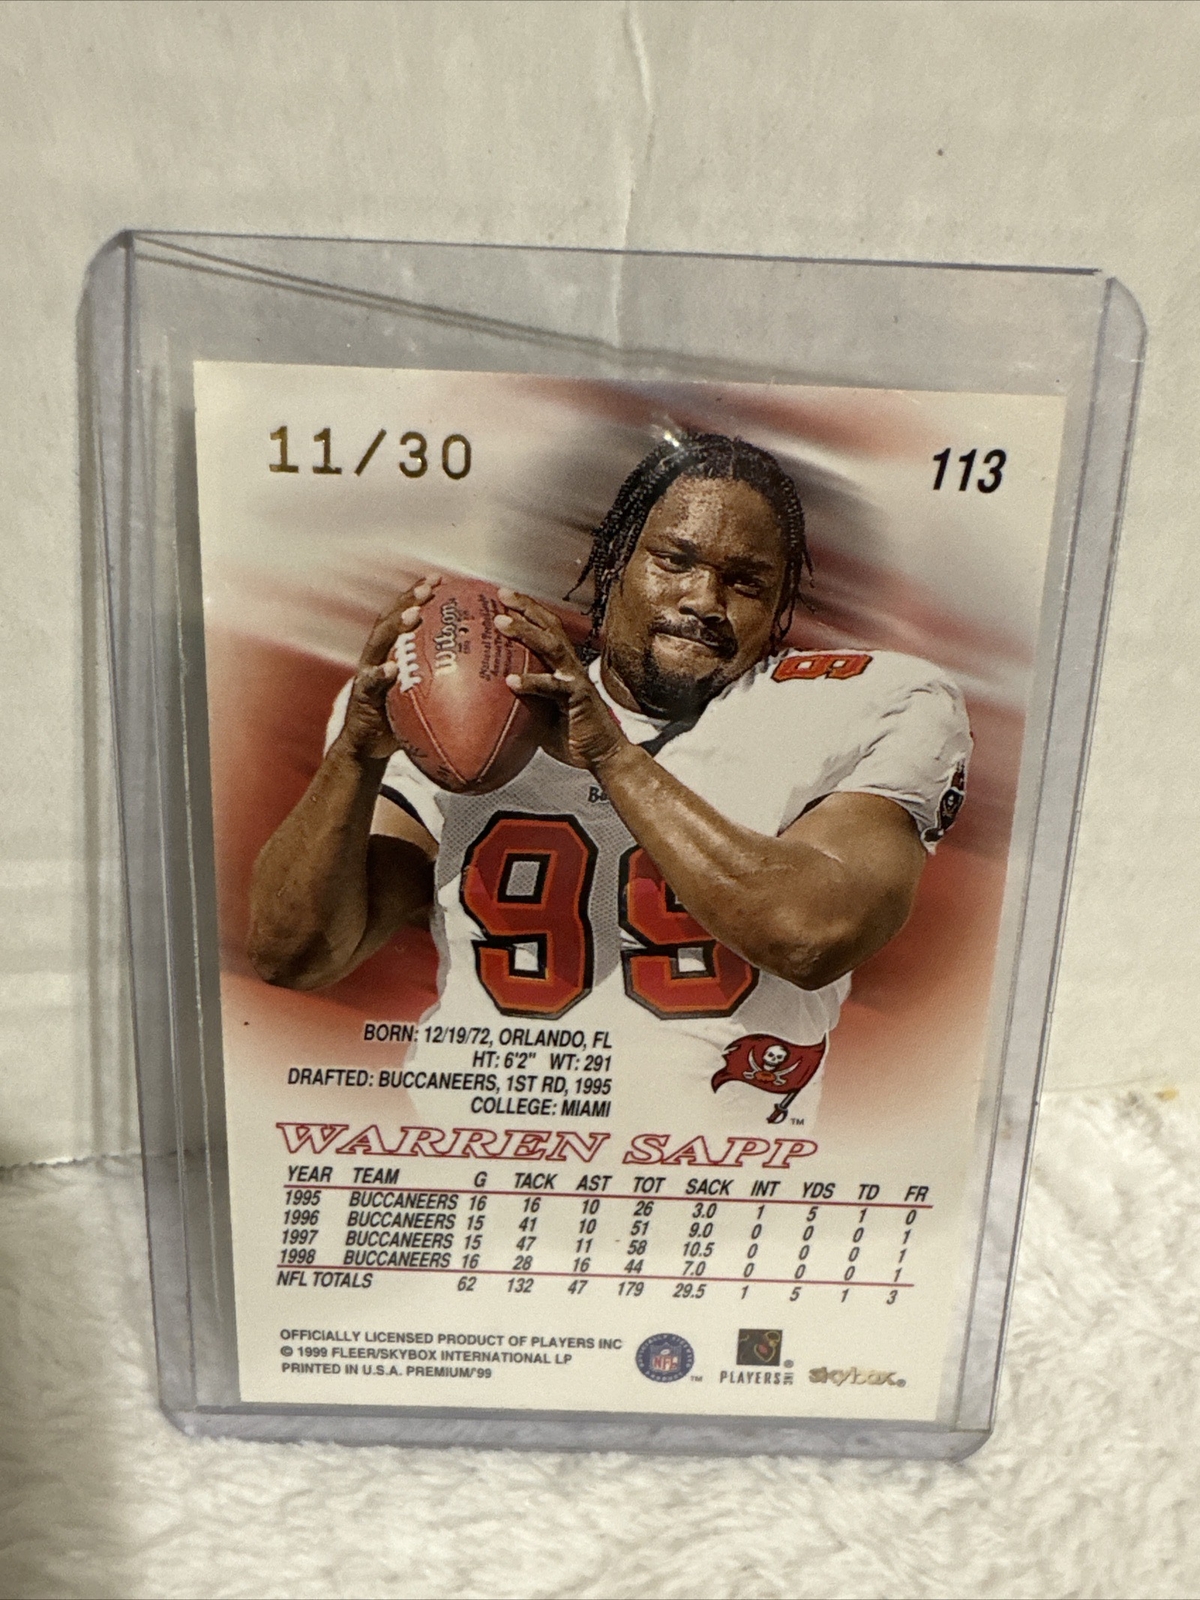 11/30
113
Wilson
99
BORN: 12/19/72, ORLANDO, FL
HT: 6'2" WT: 291
DRAFTED: BUCCANEERS, 1ST RD, 1995
COLLEGE: MIAMI
TM
WARREN SAPP
YEAR TEAM G TACK AST TOT SACK INT YDS TD FR
1995 BUCCANEERS 16 16 10 26 3.0 1 5 1 0
1996 BUCCANEERS 15 41 10 51 9.0 0 0 0 1
1997 BUCCANEERS 15 47 11 58 10.5 0 0 0 1
1998 BUCCANEERS 16 28 16 44 7.0 0 0 0 1
NFL TOTALS 62 132 47 179 29.5 1 5 1 3
OFFICIALLY LICENSED PRODUCT OF PLAYERS INC
© 1999 FLEER/SKYBOX INTERNATIONAL LP
PRINTED IN U.S.A. PREMIUM/'99
NFL
TM
PLAYERS INC ®
skybox®